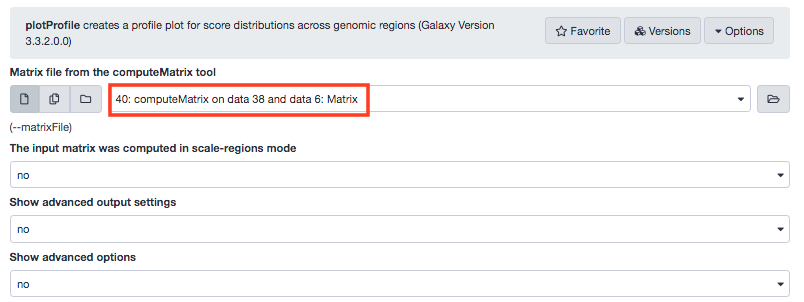 plotProfile creates a profile plot for score distributions across genomic regions (Galaxy Version
3.3.2.0.0)
Favorite
Versions
Options
Matrix file from the computeMatrix tool
40: computeMatrix on data 38 and data 6: Matrix
(--matrixFile)
The input matrix was computed in scale-regions mode
no
Show advanced output settings
no
Show advanced options
no